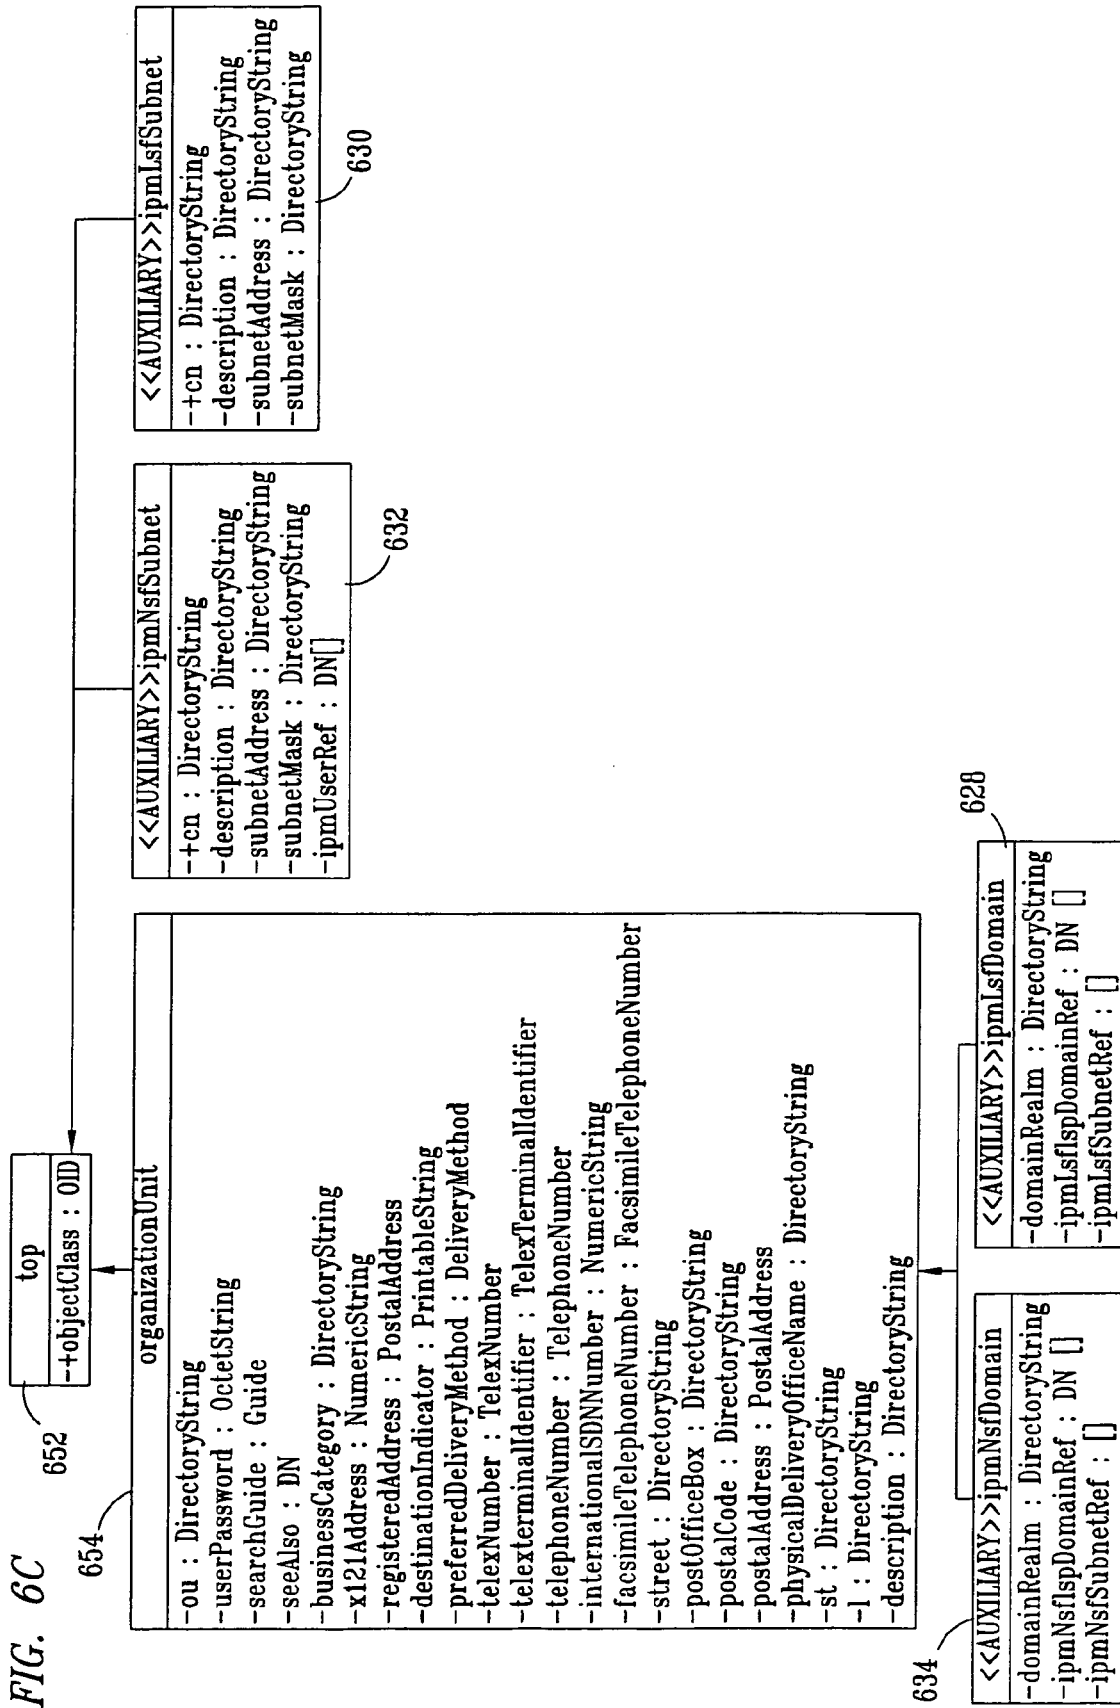 FIG. 6C
652
top
-+objectClass : OID
654
organizationUnit
-ou : DirectoryString
-userPassword : OctetString
-searchGuide : Guide
-seeAlso : DN
-businessCategory : DirectoryString
-x121Address : NumericString
-registeredAddress : PostalAddress
-destinationIndicator : PrintableString
-preferredDeliveryMethod : DeliveryMethod
-telexNumber : TelexNumber
-telexterminalIdentifier : TelexTerminalIdentifier
-telephoneNumber : TelephoneNumber
-internationalSDNNumber : NumericString
-facsimileTelephoneNumber : FacsimileTelephoneNumber
-street : DirectoryString
-postOfficeBox : DirectoryString
-postalCode : DirectoryString
-postalAddress : PostalAddress
-physicalDeliveryOfficeName : DirectoryString
-st : DirectoryString
-l : DirectoryString
-description : DirectoryString
<<AUXILIARY>>ipmNsfSubnet
-+cn : DirectoryString
-description : DirectoryString
-subnetAddress : DirectoryString
-subnetMask : DirectoryString
-ipmUserRef : DN[]
632
<<AUXILIARY>>ipmLsfSubnet
-+cn : DirectoryString
-description : DirectoryString
-subnetAddress : DirectoryString
-subnetMask : DirectoryString
630
634
<<AUXILIARY>>ipmNsfDomain
-domainRealm : DirectoryString
-ipmNsfIspDomainRef : DN []
-ipmNsfSubnetRef : []
628
<<AUXILIARY>>ipmLsfDomain
-domainRealm : DirectoryString
-ipmLsfIspDomainRef : DN []
-ipmLsfSubnetRef : []